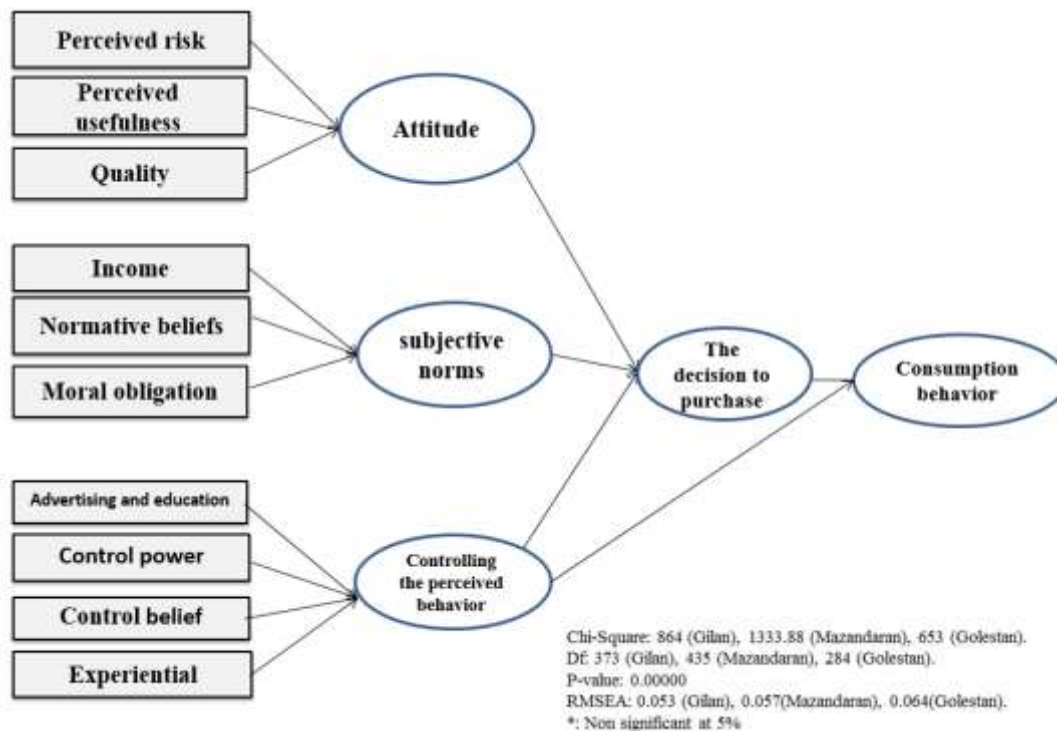 Perceived risk
Perceived
usefulness
Quality
Attitude
Income
Normative beliefs
Moral obligation
subjective
norms
The
decision to
purchase
Consumption
behavior
Advertising and education
Control power
Control belief
Experiential
Controlling
the perceived
behavior
Chi-Square: 864 (Gilan), 1333.88 (Mazandaran), 653 (Golestan).
Df: 373 (Gilan), 435 (Mazandaran), 284 (Golestan).
P-value: 0.00000
RMSEA: 0.053 (Gilan), 0.057(Mazandaran), 0.064(Golestan).
*: Non significant at 5%